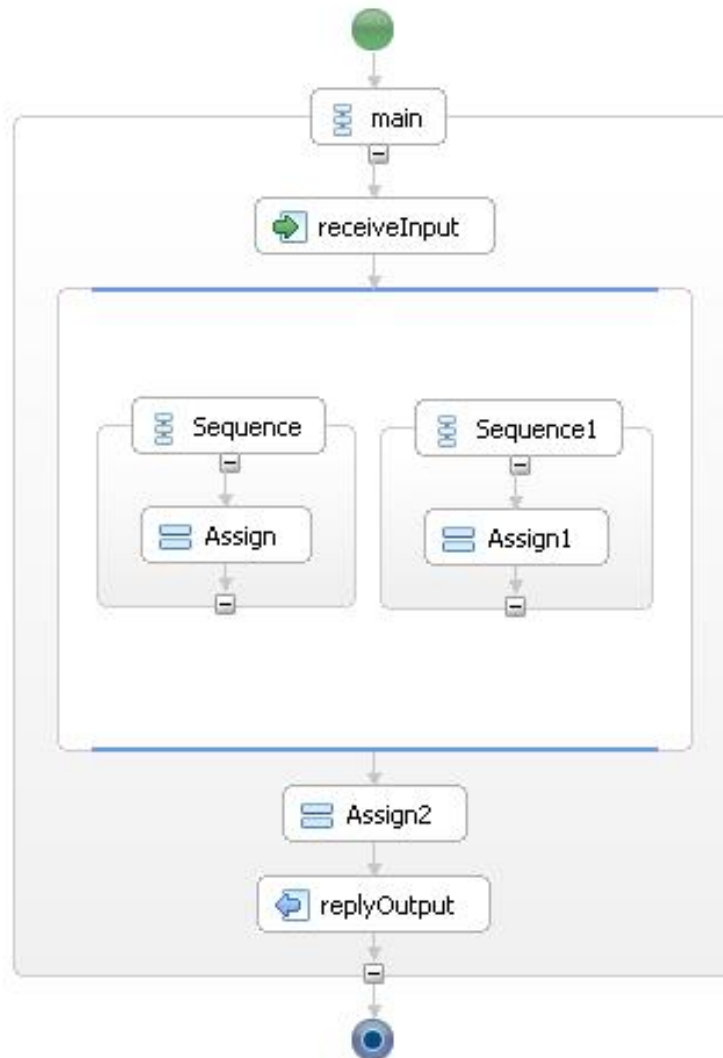 main
receiveInput
Sequence
Sequence1
Assign
Assign1
Assign2
replyOutput